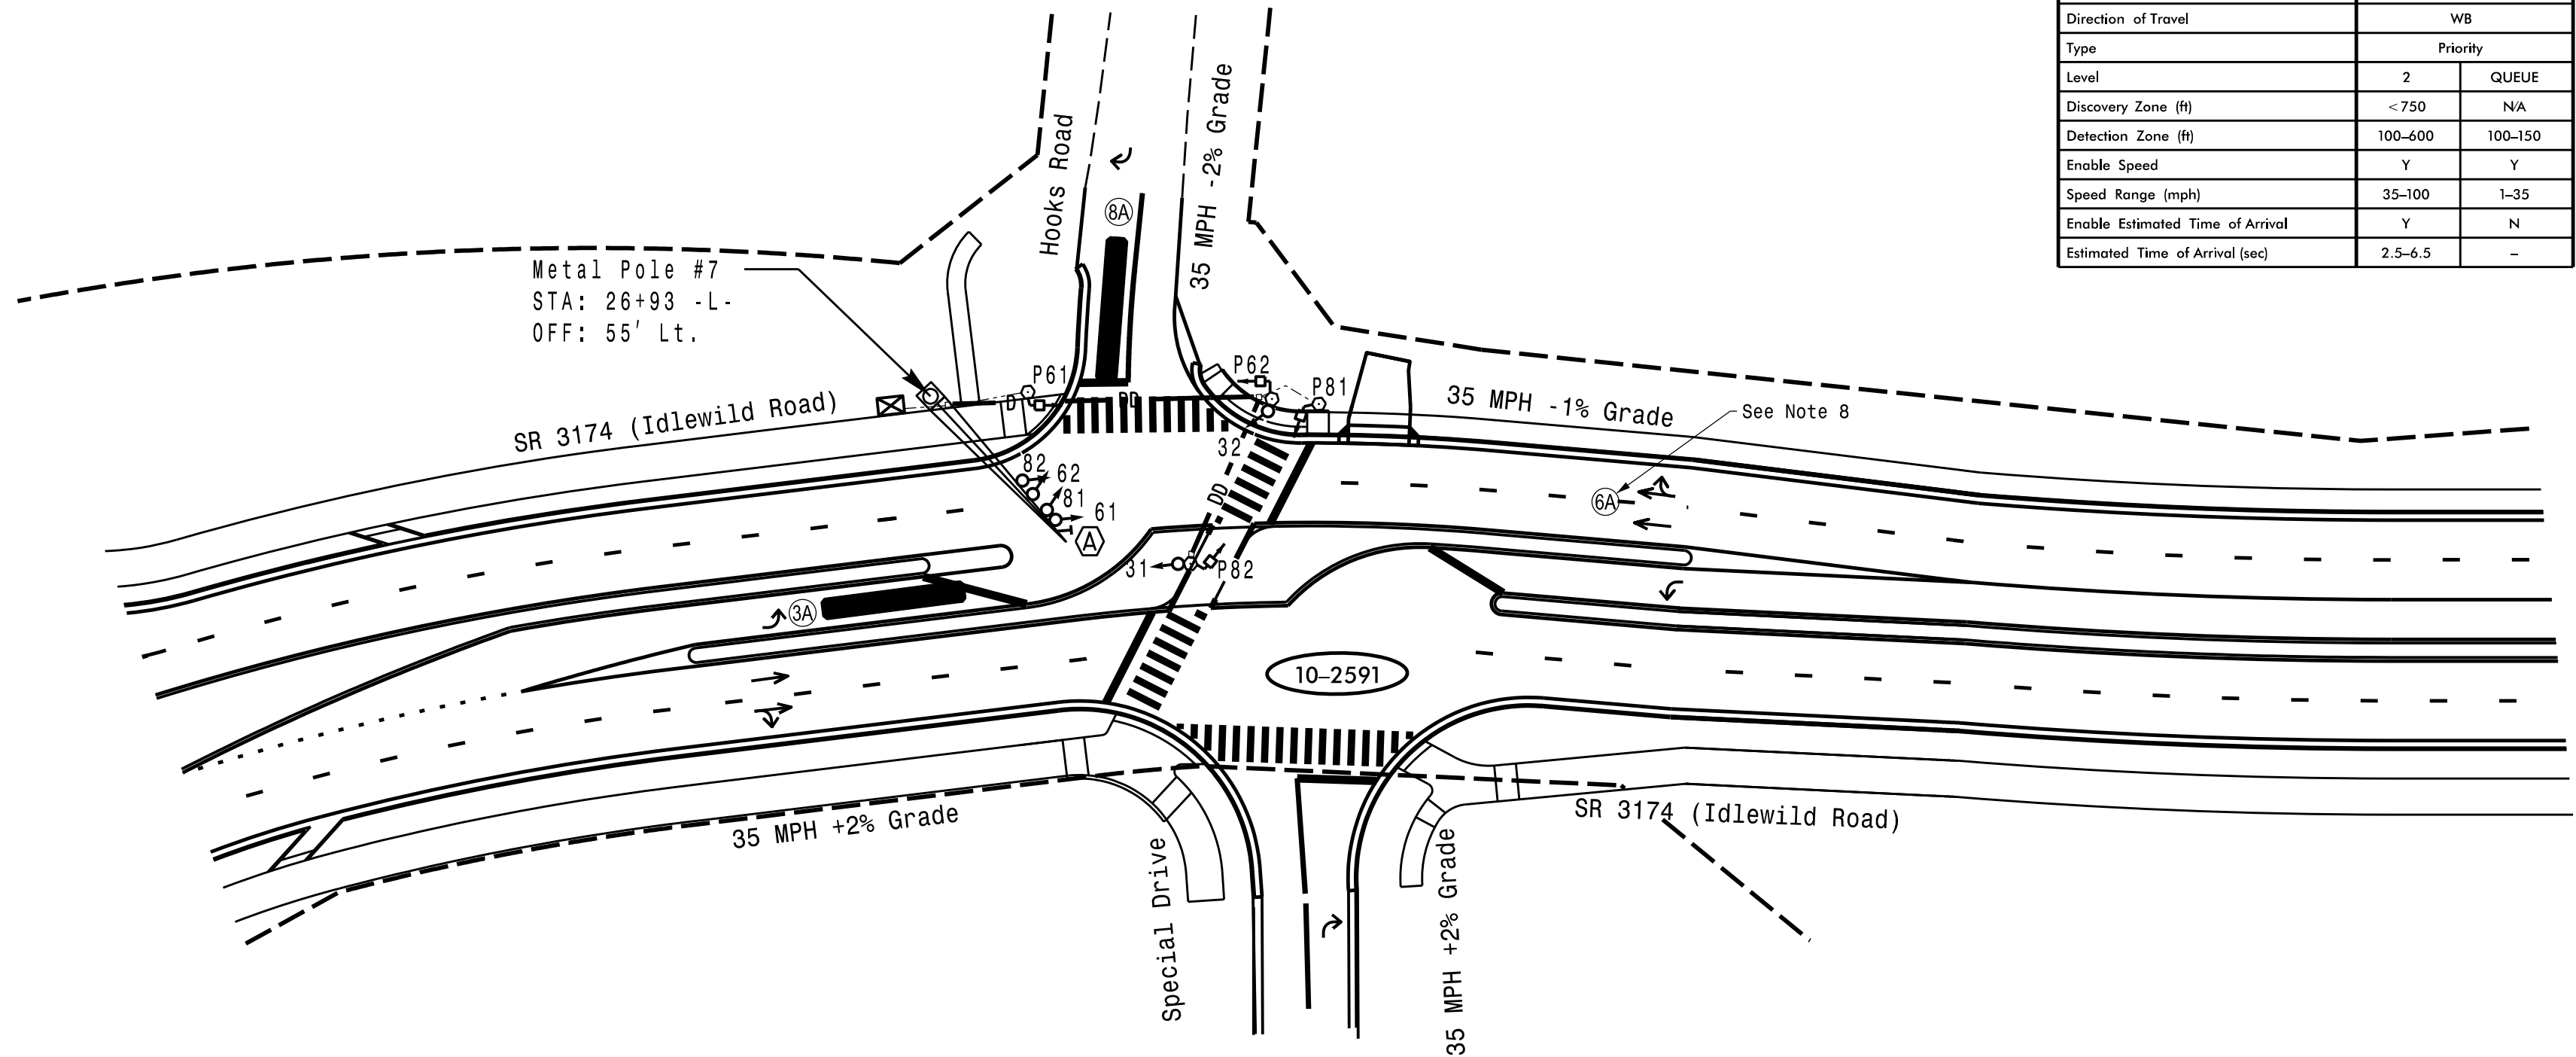 Direction of Travel WB
Type Priority
Level 2 QUEUE
Discovery Zone (ft) <750 N/A
Detection Zone (ft) 100–600 100–150
Enable Speed Y Y
Speed Range (mph) 35–100 1–35
Enable Estimated Time of Arrival Y N
Estimated Time of Arrival (sec) 2.5–6.5 –
Hooks Road
35 MPH -2% Grade
8A
Metal Pole #7
STA: 26+93 -L-
OFF: 55' Lt.
P61
D
DD
P62
P81
SR 3174 (Idlewild Road)
35 MPH -1% Grade
See Note 8
32
82
62
81
61
A
DD
6A
31
P82
3A
10–2591
35 MPH +2% Grade
SR 3174 (Idlewild Road)
Special Drive
35 MPH +2% Grade